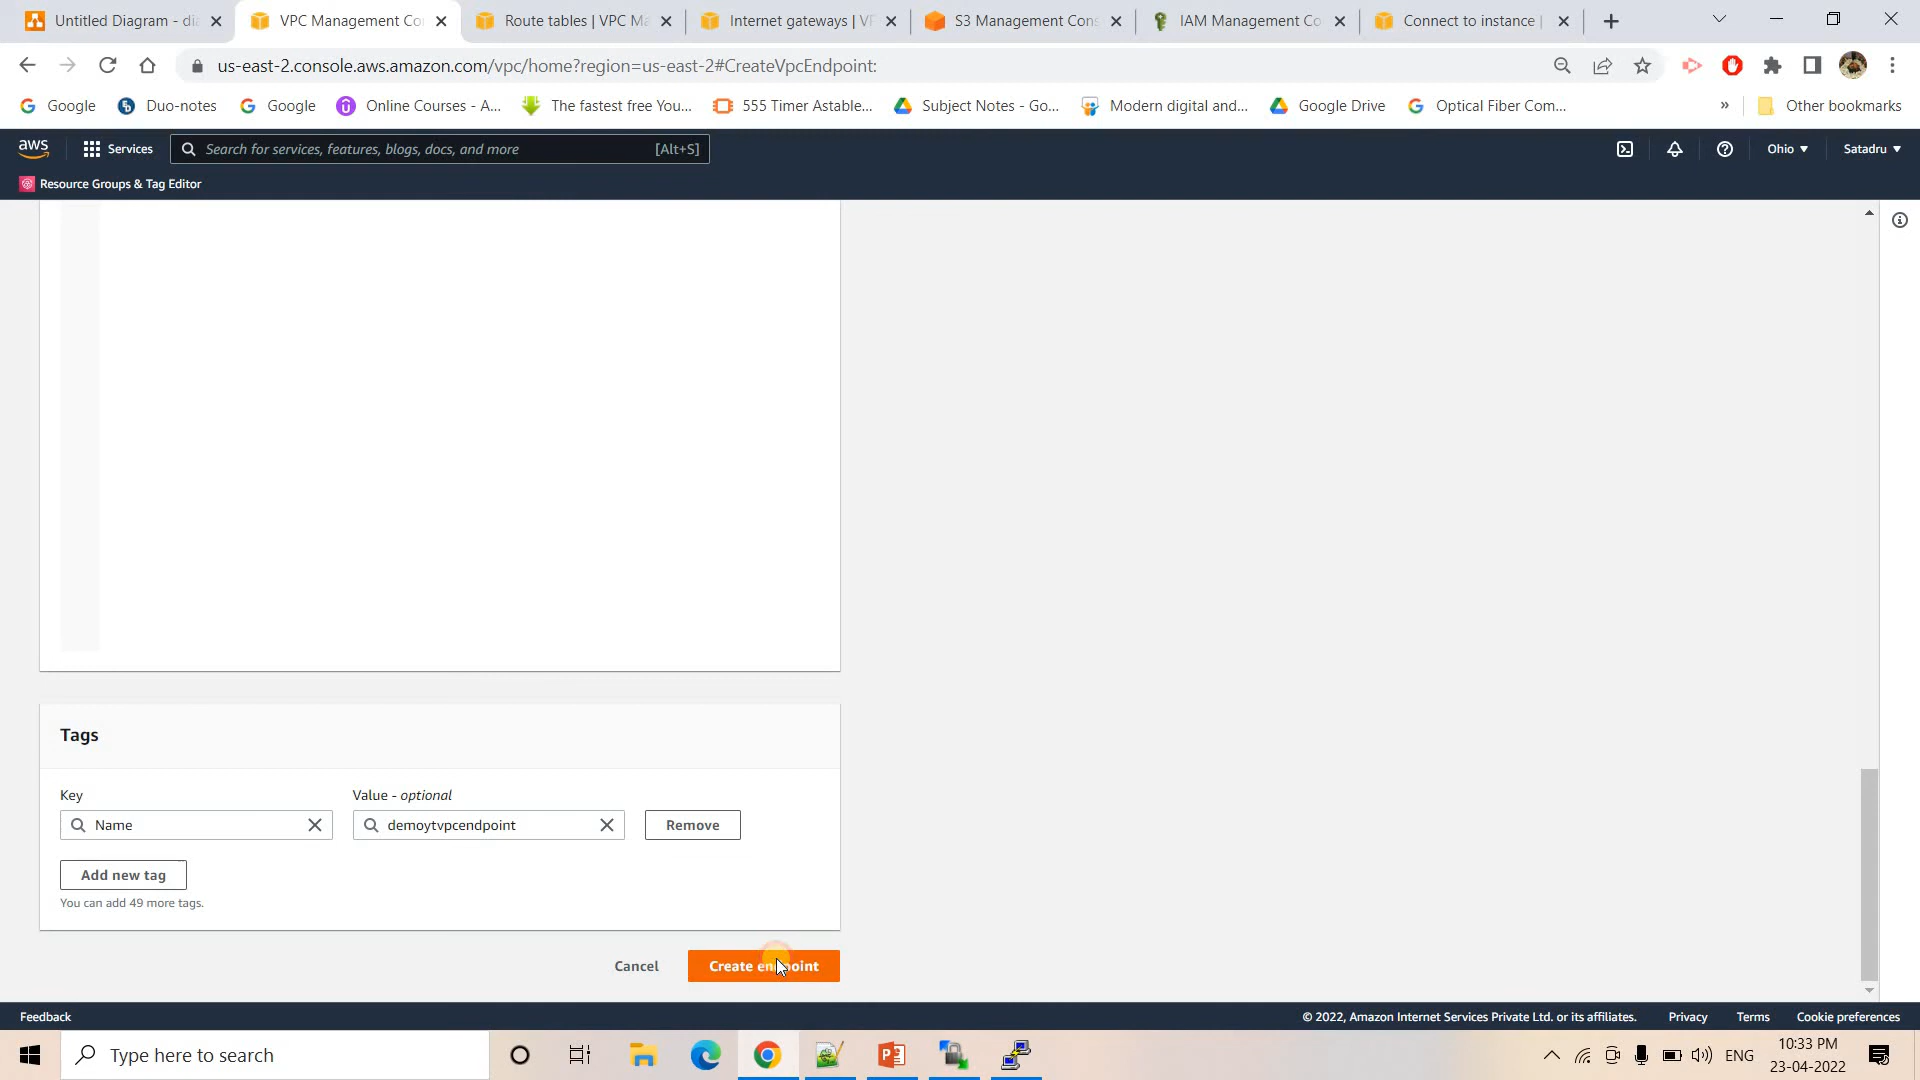 Untitled Diagram - di
VPC Management Co
Route tables | VPC M
Internet gateways | V
S3 Management Cons
IAM Management Co
Connect to instance |
us-east-2.console.aws.amazon.com/vpc/home?region=us-east-2#CreateVpcEndpoint:
Google
Duo-notes
Google
Online Courses - A...
The fastest free You...
555 Timer Astable...
Subject Notes - Go...
Modern digital and...
Google Drive
Optical Fiber Com...
»
Other bookmarks
aws
Services
Search for services, features, blogs, docs, and more
[Alt+S]
Ohio
Satadru
Resource Groups & Tag Editor
Tags
Key
Value - optional
Name
demoytvpcendpoint
Remove
Add new tag
You can add 49 more tags.
Cancel
Create endpoint
Feedback
© 2022, Amazon Internet Services Private Ltd. or its affiliates.
Privacy
Terms
Cookie preferences
Type here to search
ENG
10:33 PM
23-04-2022